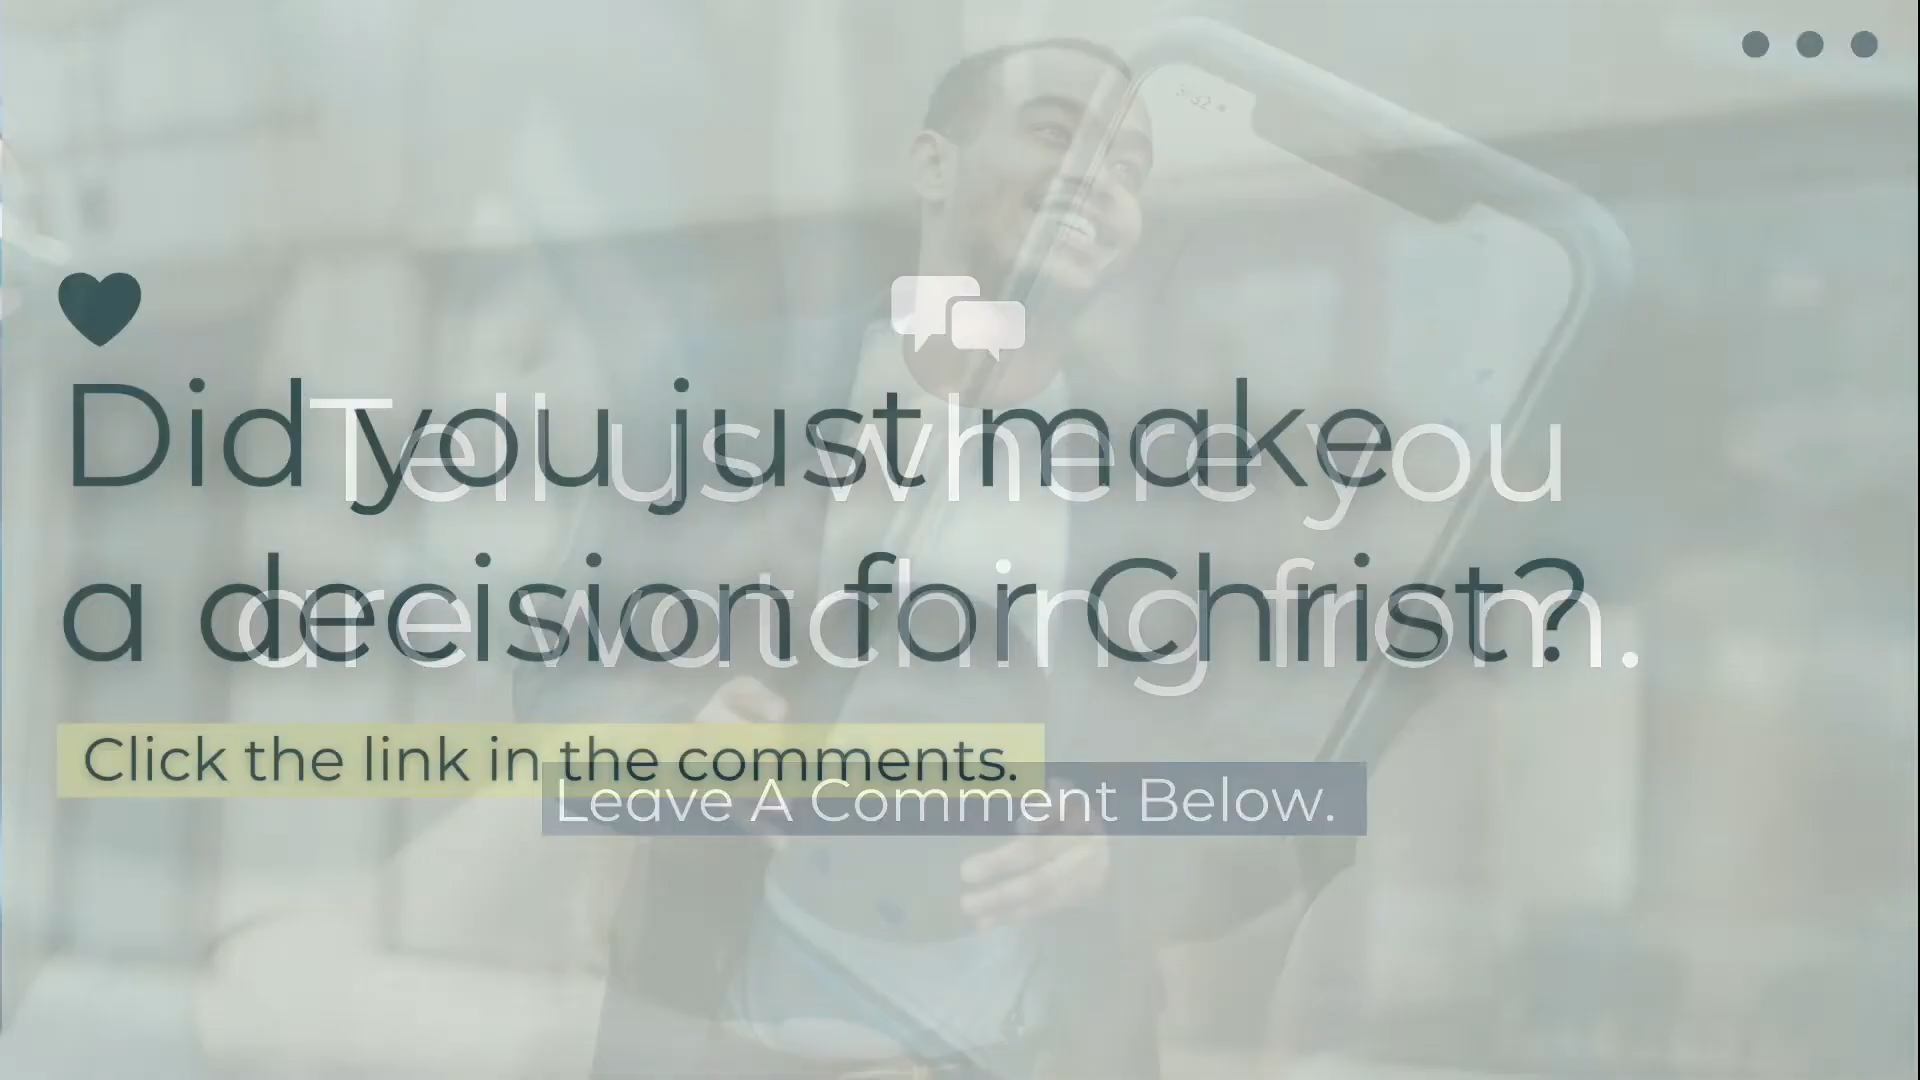 Did you just make
a decision for Christ?
Click the link in the comments.
Tell us where you
are watching from.
Leave A Comment Below.